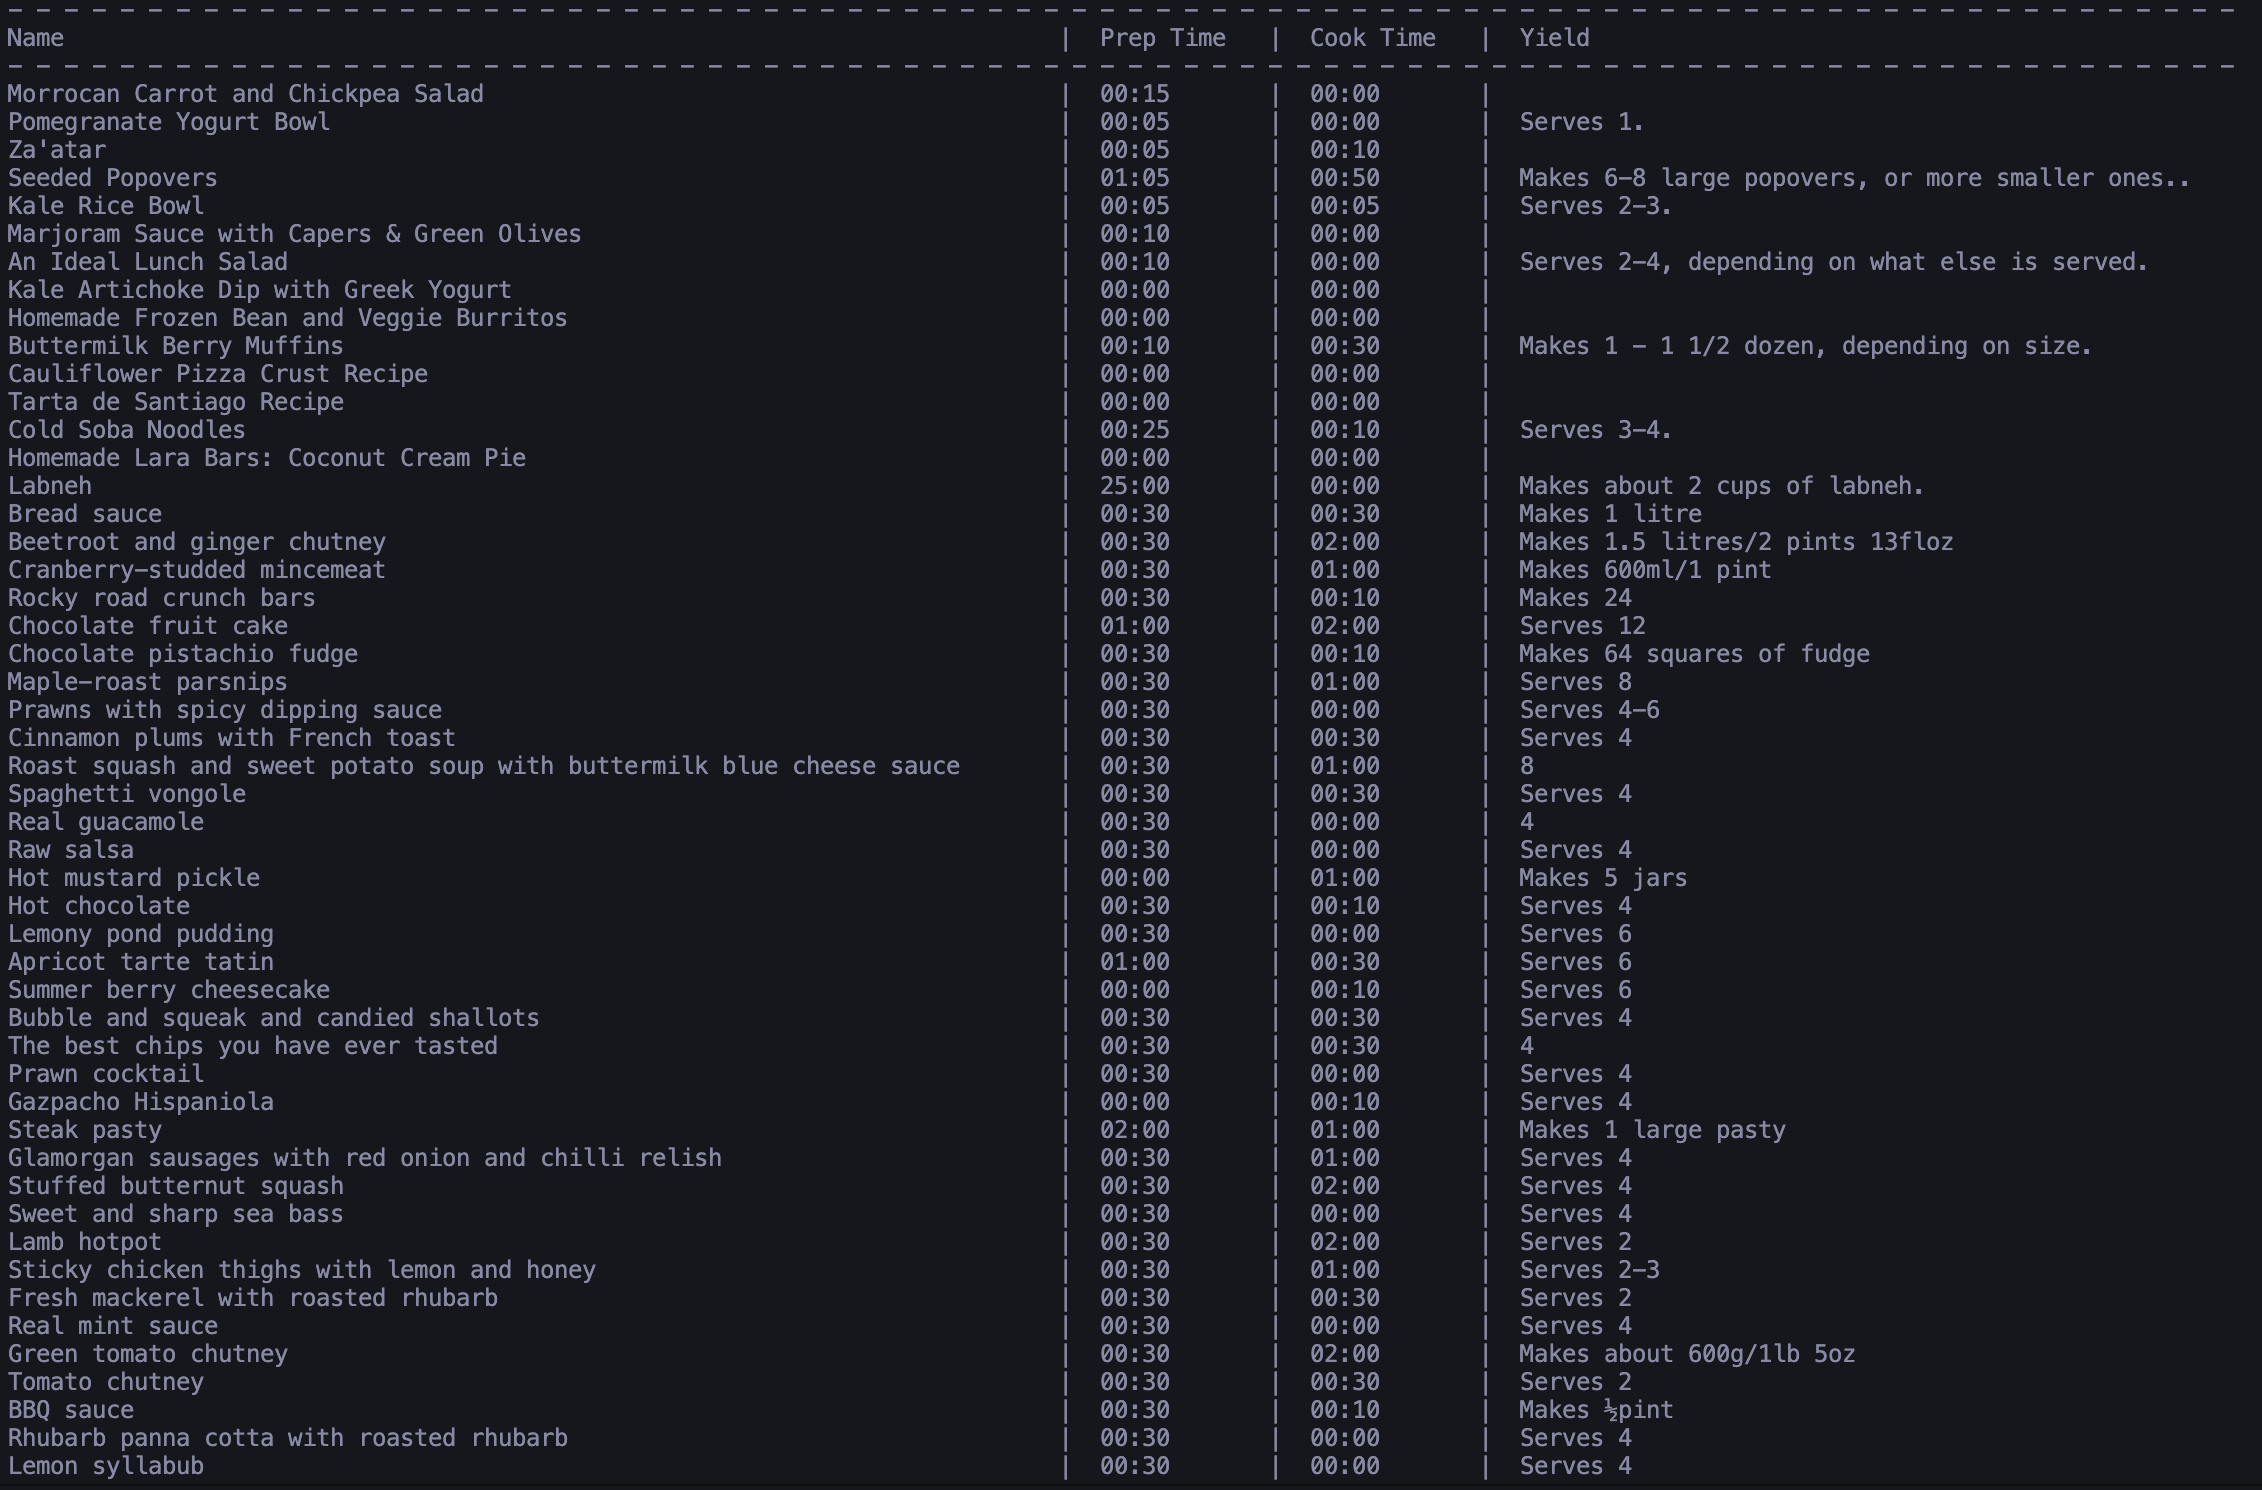 Name | Prep Time | Cook Time | Yield
Morrocan Carrot and Chickpea Salad | 00:15 | 00:00 |
Pomegranate Yogurt Bowl | 00:05 | 00:00 | Serves 1.
Za'atar | 00:05 | 00:10 |
Seeded Popovers | 01:05 | 00:50 | Makes 6-8 large popovers, or more smaller ones..
Kale Rice Bowl | 00:05 | 00:05 | Serves 2-3.
Marjoram Sauce with Capers & Green Olives | 00:10 | 00:00 |
An Ideal Lunch Salad | 00:10 | 00:00 | Serves 2-4, depending on what else is served.
Kale Artichoke Dip with Greek Yogurt | 00:00 | 00:00 |
Homemade Frozen Bean and Veggie Burritos | 00:00 | 00:00 |
Buttermilk Berry Muffins | 00:10 | 00:30 | Makes 1 - 1 1/2 dozen, depending on size.
Cauliflower Pizza Crust Recipe | 00:00 | 00:00 |
Tarta de Santiago Recipe | 00:00 | 00:00 |
Cold Soba Noodles | 00:25 | 00:10 | Serves 3-4.
Homemade Lara Bars: Coconut Cream Pie | 00:00 | 00:00 |
Labneh | 25:00 | 00:00 | Makes about 2 cups of labneh.
Bread sauce | 00:30 | 00:30 | Makes 1 litre
Beetroot and ginger chutney | 00:30 | 02:00 | Makes 1.5 litres/2 pints 13floz
Cranberry-studded mincemeat | 00:30 | 01:00 | Makes 600ml/1 pint
Rocky road crunch bars | 00:30 | 00:10 | Makes 24
Chocolate fruit cake | 01:00 | 02:00 | Serves 12
Chocolate pistachio fudge | 00:30 | 00:10 | Makes 64 squares of fudge
Maple-roast parsnips | 00:30 | 01:00 | Serves 8
Prawns with spicy dipping sauce | 00:30 | 00:00 | Serves 4-6
Cinnamon plums with French toast | 00:30 | 00:30 | Serves 4
Roast squash and sweet potato soup with buttermilk blue cheese sauce | 00:30 | 01:00 | 8
Spaghetti vongole | 00:30 | 00:30 | Serves 4
Real guacamole | 00:30 | 00:00 | 4
Raw salsa | 00:30 | 00:00 | Serves 4
Hot mustard pickle | 00:00 | 01:00 | Makes 5 jars
Hot chocolate | 00:30 | 00:10 | Serves 4
Lemony pond pudding | 00:30 | 00:00 | Serves 6
Apricot tarte tatin | 01:00 | 00:30 | Serves 6
Summer berry cheesecake | 00:00 | 00:10 | Serves 6
Bubble and squeak and candied shallots | 00:30 | 00:30 | Serves 4
The best chips you have ever tasted | 00:30 | 00:30 | 4
Prawn cocktail | 00:30 | 00:00 | Serves 4
Gazpacho Hispaniola | 00:00 | 00:10 | Serves 4
Steak pasty | 02:00 | 01:00 | Makes 1 large pasty
Glamorgan sausages with red onion and chilli relish | 00:30 | 01:00 | Serves 4
Stuffed butternut squash | 00:30 | 02:00 | Serves 4
Sweet and sharp sea bass | 00:30 | 00:00 | Serves 4
Lamb hotpot | 00:30 | 02:00 | Serves 2
Sticky chicken thighs with lemon and honey | 00:30 | 01:00 | Serves 2-3
Fresh mackerel with roasted rhubarb | 00:30 | 00:30 | Serves 2
Real mint sauce | 00:30 | 00:00 | Serves 4
Green tomato chutney | 00:30 | 02:00 | Makes about 600g/1lb 5oz
Tomato chutney | 00:30 | 00:30 | Serves 2
BBQ sauce | 00:30 | 00:10 | Makes ½pint
Rhubarb panna cotta with roasted rhubarb | 00:30 | 00:00 | Serves 4
Lemon syllabub | 00:30 | 00:00 | Serves 4